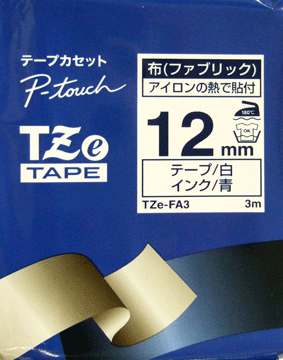 テープカセット
P-touch
TZe
TAPE
布(ファブリック)
アイロンの熱で貼付
12mm
180℃
OK
テープ/白
インク/青
TZe-FA3
3m